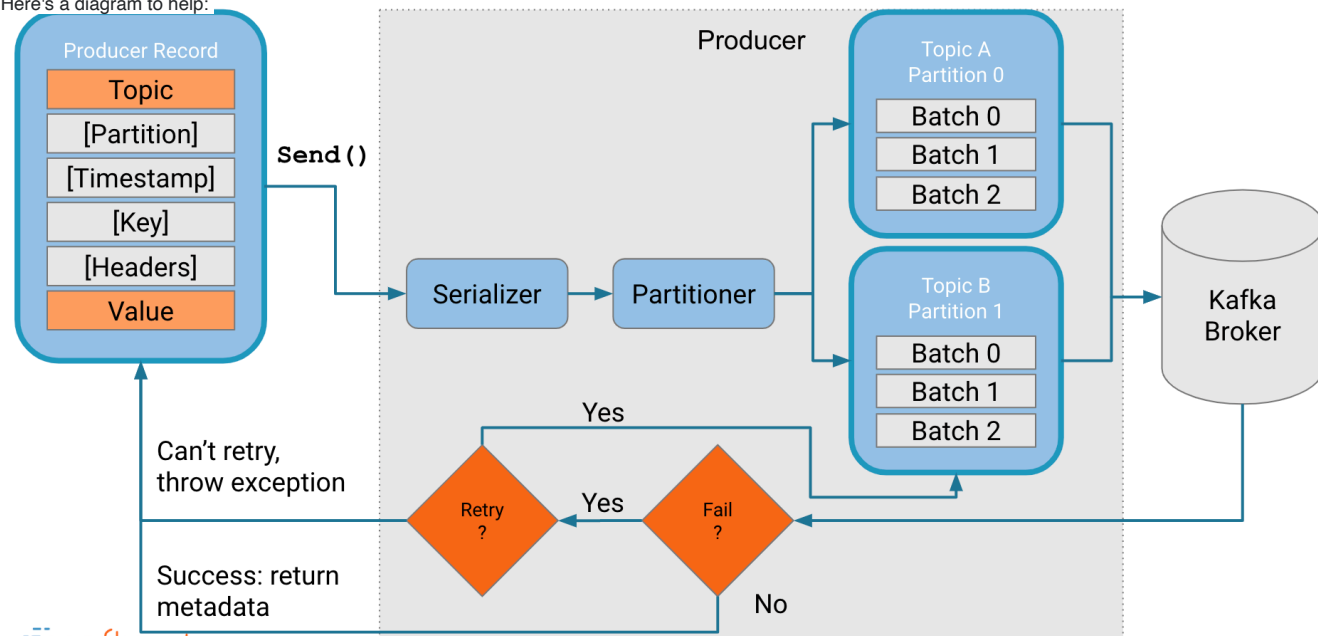 Here's a diagram to help:
Producer Record
Topic
[Partition]
[Timestamp]
[Key]
[Headers]
Value
Send()
Producer
Serializer
Partitioner
Topic A
Partition 0
Batch 0
Batch 1
Batch 2
Topic B
Partition 1
Batch 0
Batch 1
Batch 2
Kafka
Broker
Yes
Retry
?
Yes
Fail
?
No
Can't retry,
throw exception
Success: return
metadata